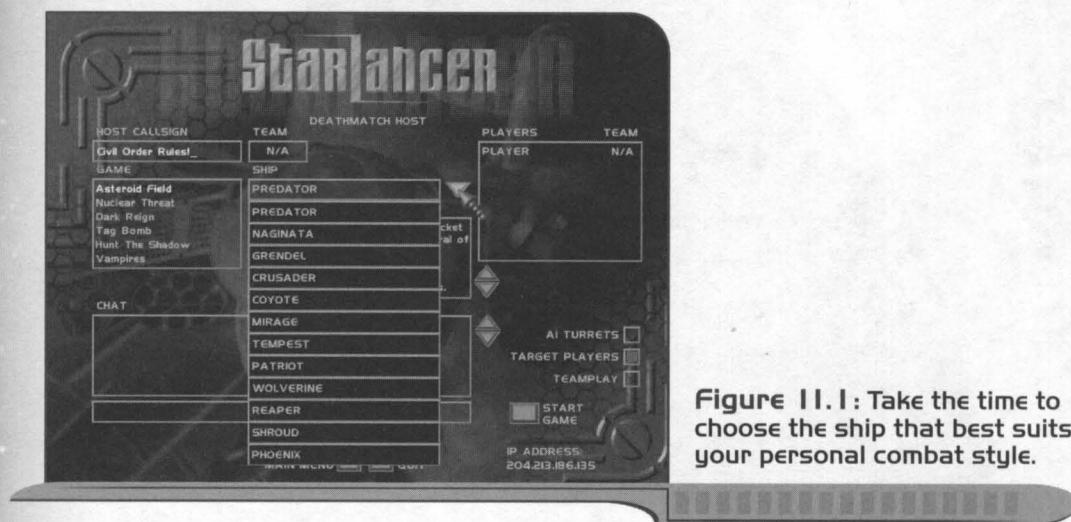 StarLancer
DEATHMATCH HOST
HOST CALLSIGN TEAM PLAYERS TEAM
Civil Order Rules!_ N/A PLAYER N/A
GAME SHIP
Asteroid Field
Nuclear Threat
Dark Reign
Tag Bomb
Hunt The Shadow
Vampires
PREDATOR
PREDATOR
NAGINATA
GRENDEL
CRUSADER
COYOTE
MIRAGE
TEMPEST
PATRIOT
WOLVERINE
REAPER
SHROUD
PHOENIX
cket
ral of
CHAT
AI TURRETS
TARGET PLAYERS
TEAMPLAY
START
GAME
MAIN MENU QUIT
IP ADDRESS:
204.213.186.135
Figure 11.1: Take the time to
choose the ship that best suits
your personal combat style.